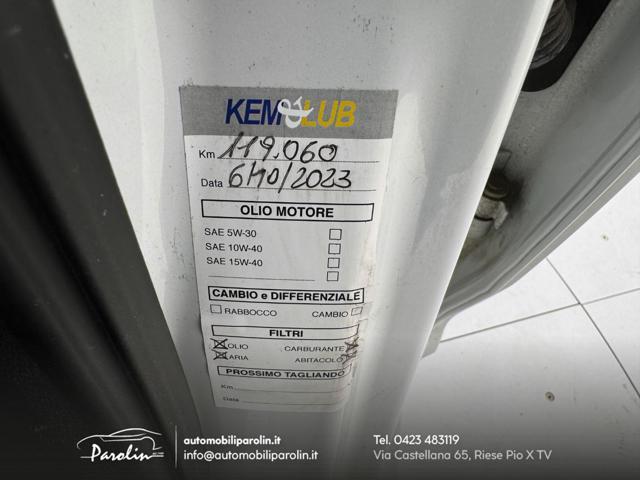 KEMOLUB
Km 119.060
Data 6/10/2023
OLIO MOTORE
SAE 5W-30
SAE 10W-40
SAE 15W-40
CAMBIO e DIFFERENZIALE
RABBOCCO CAMBIO
FILTRI
OLIO CARBURANTE
ARIA ABITACOLO
PROSSIMO TAGLIANDO
Km
Data
Parolin
automobiliparolin.it
info@automobiliparolin.it
Tel. 0423 483119
Via Castellana 65, Riese Pio X TV